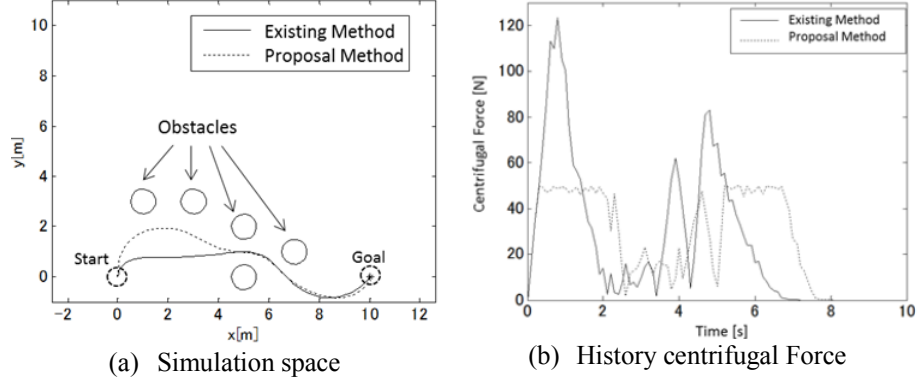 10
8
6
4
2
0
y[m]
Existing Method
Proposal Method
Obstacles
Start
Goal
-2 0 2 4 6 8 10 12
x[m]
(a) Simulation space
120
100
80
60
40
20
0
Centrifugal Force [N]
Existing Method
Proposal Method
0 2 4 6 8 10
Time [s]
(b) History centrifugal Force